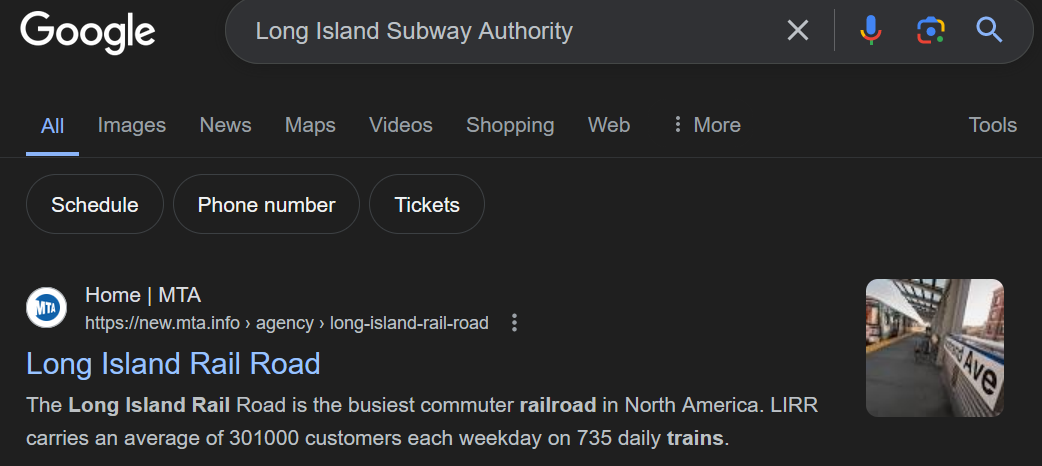 Google
Long Island Subway Authority
All Images News Maps Videos Shopping Web More Tools
Schedule Phone number Tickets
MTA
Home | MTA
https://new.mta.info › agency › long-island-rail-road
Long Island Rail Road
The Long Island Rail Road is the busiest commuter railroad in North America. LIRR
carries an average of 301000 customers each weekday on 735 daily trains.
Ave